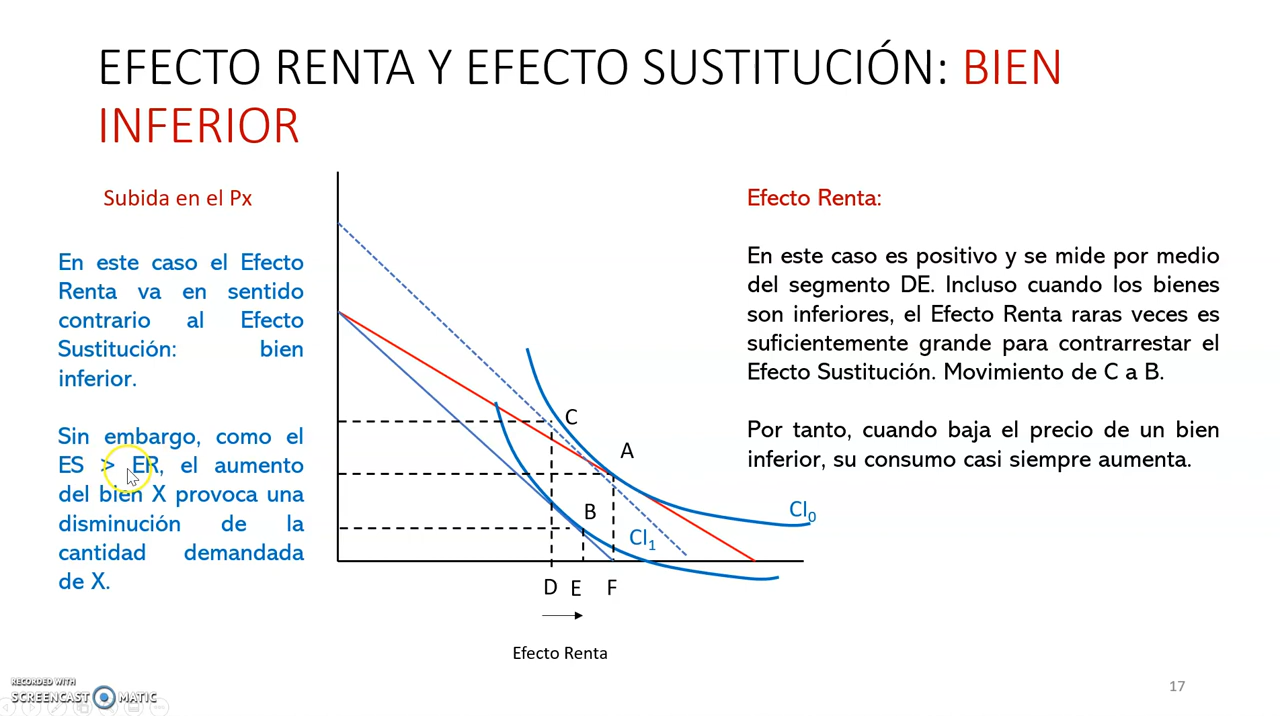 EFECTO RENTA Y EFECTO SUSTITUCIÓN: BIEN
INFERIOR
Subida en el Px
En este caso el Efecto
Renta va en sentido
contrario al Efecto
Sustitución: bien
inferior.
Sin embargo, como el
ES > ER, el aumento
del bien X provoca una
disminución de la
cantidad demandada
de X.
C
A
B
CI0
CI1
D E F
Efecto Renta
Efecto Renta:
En este caso es positivo y se mide por medio
del segmento DE. Incluso cuando los bienes
son inferiores, el Efecto Renta raras veces es
suficientemente grande para contrarrestar el
Efecto Sustitución. Movimiento de C a B.
Por tanto, cuando baja el precio de un bien
inferior, su consumo casi siempre aumenta.
RECORDED WITH
SCREENCAST MATIC
17